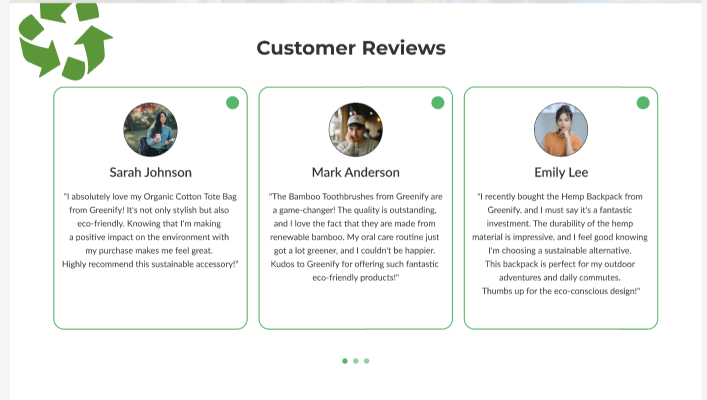 Customer Reviews
Sarah Johnson
"I absolutely love my Organic Cotton Tote Bag
from Greenify! It's not only stylish but also
eco-friendly. Knowing that I'm making
a positive impact on the environment with
my purchase makes me feel great.
Highly recommend this sustainable accessory!"
Mark Anderson
"The Bamboo Toothbrushes from Greenify are
a game-changer! The quality is outstanding,
and I love the fact that they are made from
renewable bamboo. My oral care routine just
got a lot greener, and I couldn't be happier.
Kudos to Greenify for offering such fantastic
eco-friendly products!"
Emily Lee
"I recently bought the Hemp Backpack from
Greenify, and I must say it's a fantastic
investment. The durability of the hemp
material is impressive, and I feel good knowing
I'm choosing a sustainable alternative.
This backpack is perfect for my outdoor
adventures and daily commutes.
Thumbs up for the eco-conscious design!"